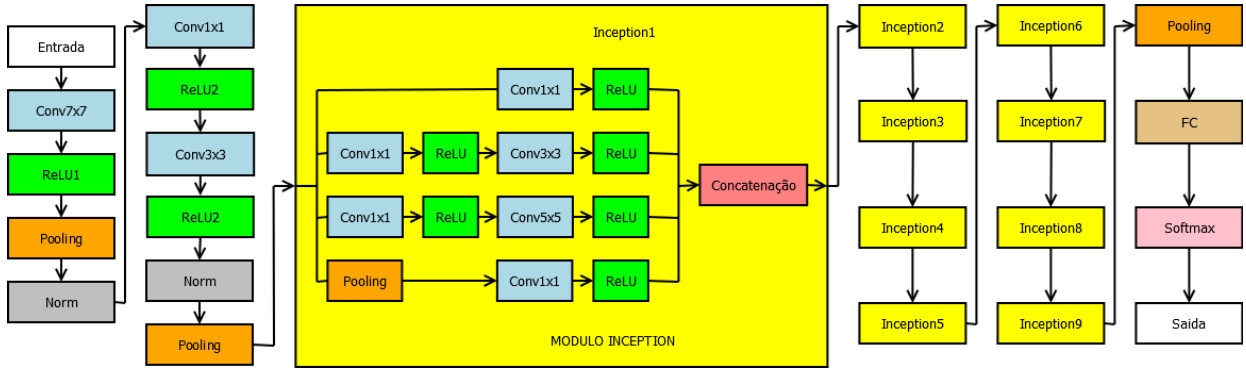 Entrada
Conv7x7
ReLU1
Pooling
Norm
Conv1x1
ReLU2
Conv3x3
ReLU2
Norm
Pooling
Inception1
Conv1x1
ReLU
Conv1x1
ReLU
Conv3x3
ReLU
Conv1x1
ReLU
Conv5x5
ReLU
Pooling
Conv1x1
ReLU
Concatenação
MODULO INCEPTION
Inception2
Inception3
Inception4
Inception5
Inception6
Inception7
Inception8
Inception9
Pooling
FC
Softmax
Saida